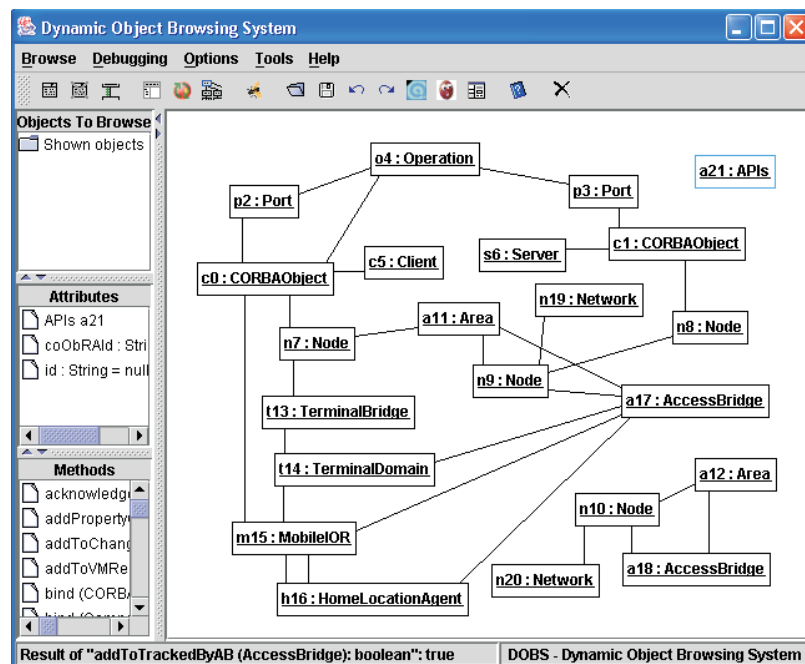 Dynamic Object Browsing System
Browse Debugging Options Tools Help
Objects To Browse
Shown objects
Attributes
APIs a21
coObRAId : Stri
id : String = null
Methods
acknowledg
addProperty
addToChang
addToVMRe
bind (CORB
o4 : Operation
a21 : APIs
p2 : Port
p3 : Port
c1 : CORBAObject
s6 : Server
c5 : Client
c0 : CORBAObject
n19 : Network
a11 : Area
n8 : Node
n7 : Node
n9 : Node
a17 : AccessBridge
t13 : TerminalBridge
t14 : TerminalDomain
a12 : Area
n10 : Node
m15 : MobileIOR
a18 : AccessBridge
n20 : Network
h16 : HomeLocationAgent
Result of "addToTrackedByAB (AccessBridge): boolean": true
DOBS - Dynamic Object Browsing System